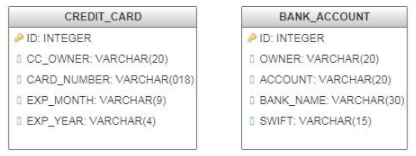 CREDIT_CARD
ID: INTEGER
CC_OWNER: VARCHAR(20)
CARD_NUMBER: VARCHAR(018)
EXP_MONTH: VARCHAR(9)
EXP_YEAR: VARCHAR(4)
BANK_ACCOUNT
ID: INTEGER
OWNER: VARCHAR(20)
ACCOUNT: VARCHAR(20)
BANK_NAME: VARCHAR(30)
SWIFT: VARCHAR(15)